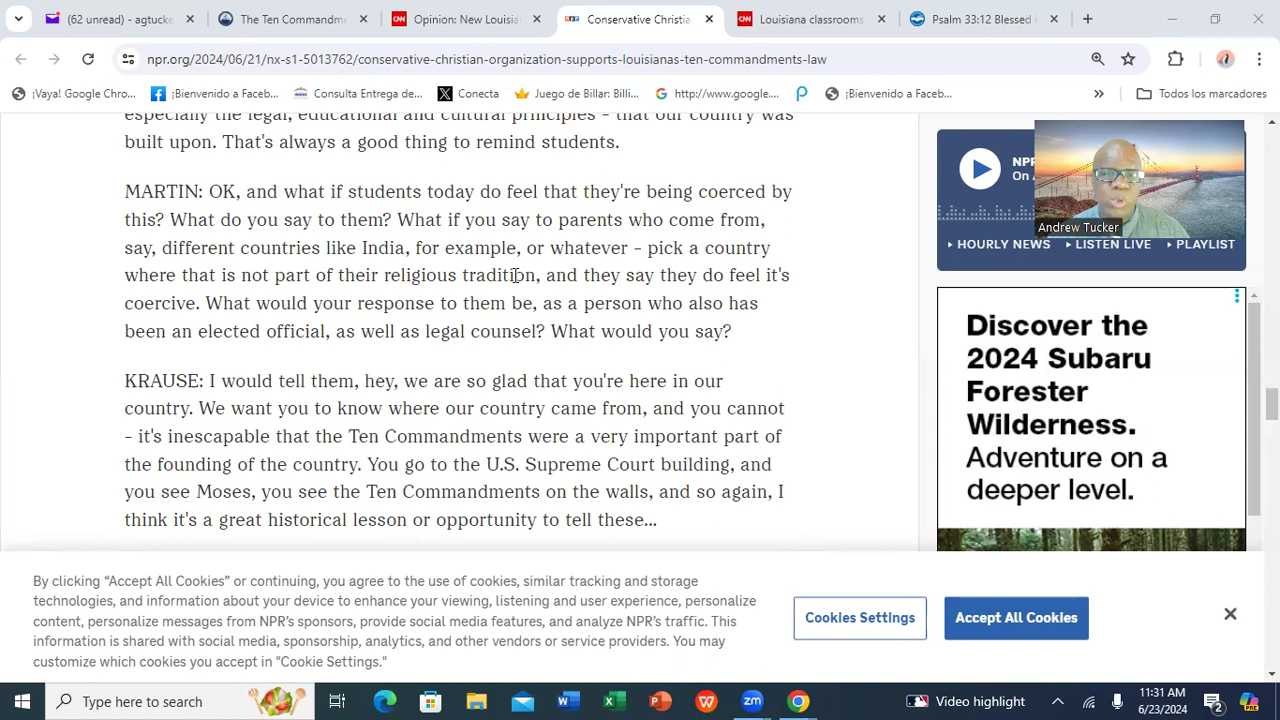 (62 unread) - agtucke
The Ten Commandme
Opinion: New Louisia
Conservative Christia
Louisiana classrooms
Psalm 33:12 Blessed i
npr.org/2024/06/21/nx-s1-5013762/conservative-christian-organization-supports-louisianas-ten-commandments-law
¡Vaya! Google Chro...
¡Bienvenido a Faceb...
Consulta Entrega de...
Conecta
Juego de Billar: Billi...
http://www.google....
¡Bienvenido a Faceb...
Todos los marcadores
especially the legal, educational and cultural principles - that our country was
built upon. That's always a good thing to remind students.
MARTIN: OK, and what if students today do feel that they're being coerced by
this? What do you say to them? What if you say to parents who come from,
say, different countries like India, for example, or whatever - pick a country
where that is not part of their religious tradition, and they say they do feel it's
coercive. What would your response to them be, as a person who also has
been an elected official, as well as legal counsel? What would you say?
KRAUSE: I would tell them, hey, we are so glad that you're here in our
country. We want you to know where our country came from, and you cannot
- it's inescapable that the Ten Commandments were a very important part of
the founding of the country. You go to the U.S. Supreme Court building, and
you see Moses, you see the Ten Commandments on the walls, and so again, I
think it's a great historical lesson or opportunity to tell these...
NPR
On A
Andrew Tucker
HOURLY NEWS
LISTEN LIVE
PLAYLIST
Discover the
2024 Subaru
Forester
Wilderness.
Adventure on a
deeper level.
By clicking “Accept All Cookies” or continuing, you agree to the use of cookies, similar tracking and storage
technologies, and information about your device to enhance your viewing, listening and user experience, personalize
content, personalize messages from NPR's sponsors, provide social media features, and analyze NPR's traffic. This
information is shared with social media, sponsorship, analytics, and other vendors or service providers. You may
customize which cookies you accept in "Cookie Settings."
Cookies Settings
Accept All Cookies
Type here to search
Video highlight
11:31 AM
6/23/2024
2